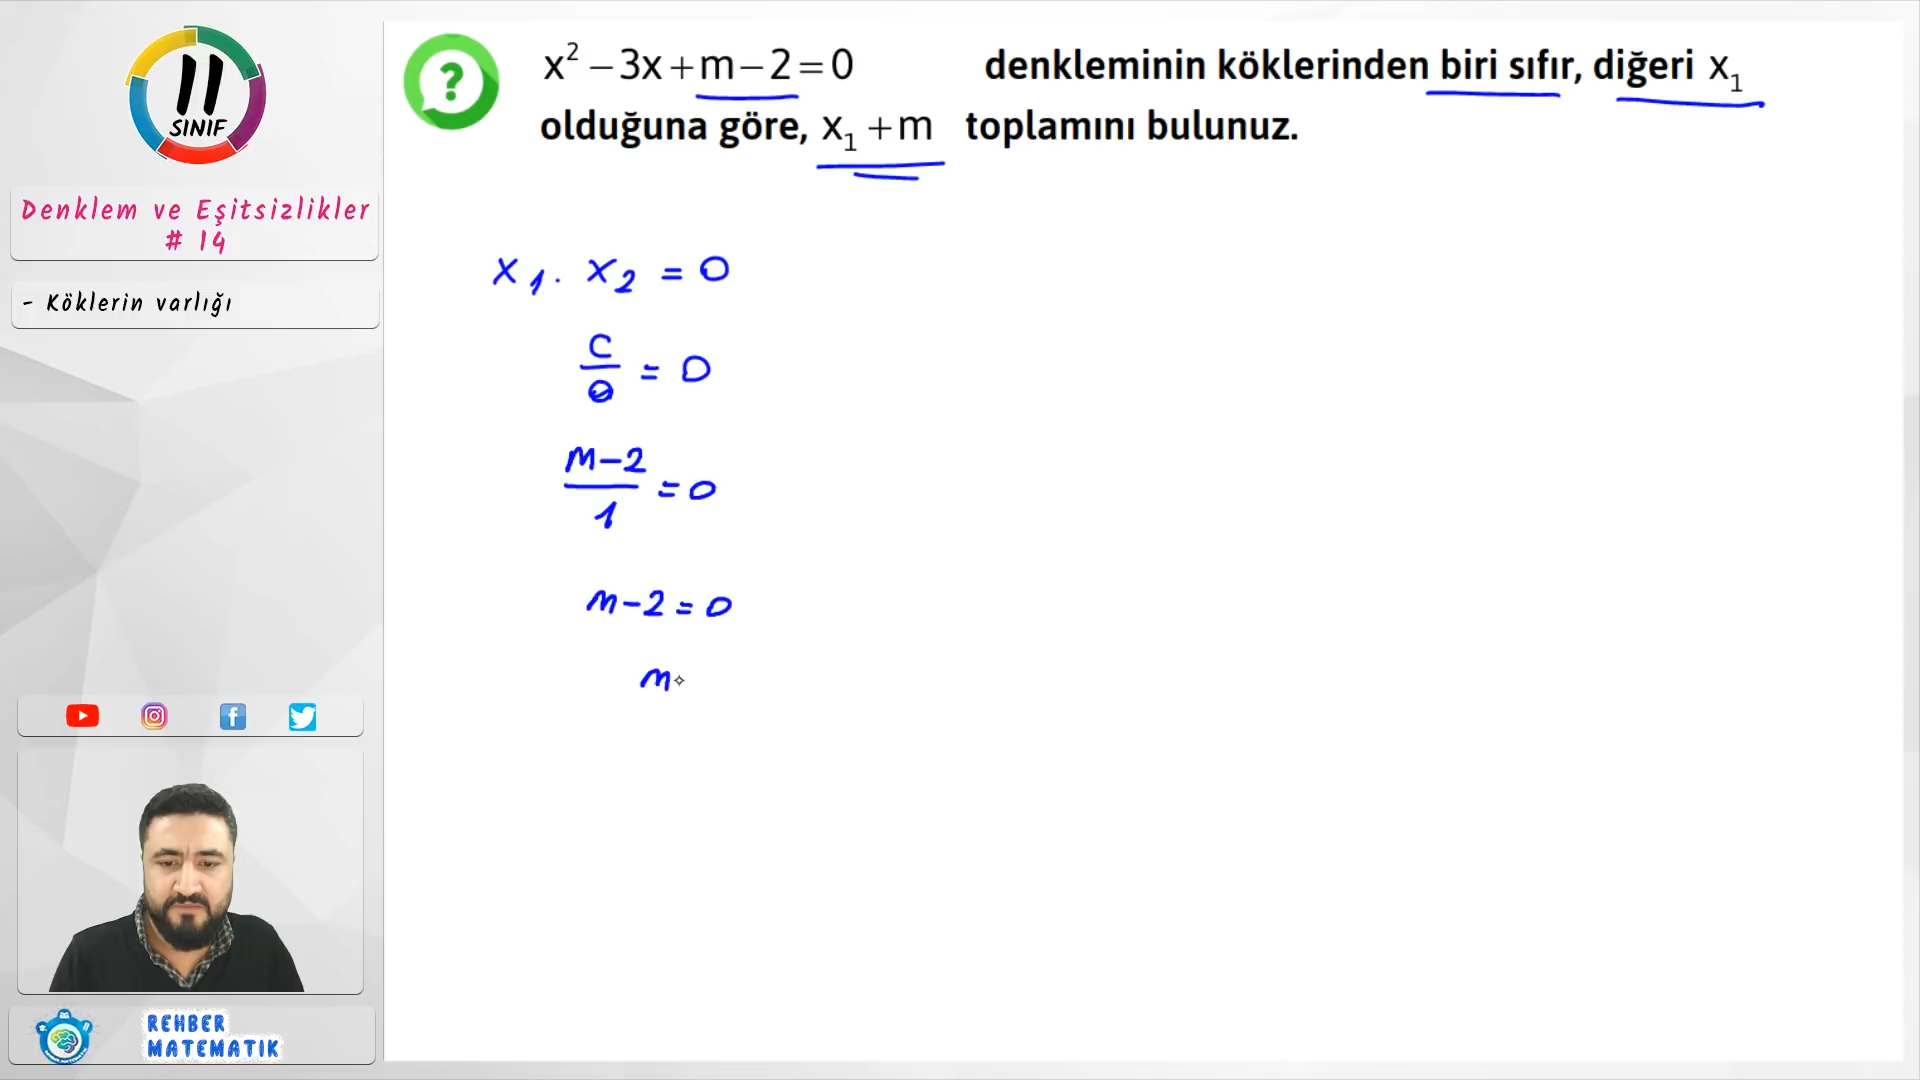 11
SINIF
Denklem ve Eşitsizlikler
# 14
- Köklerin varlığı
REHBER
MATEMATIK
?
x² − 3x + m − 2 = 0 denkleminin köklerinden biri sıfır, diğeri x₁
olduğuna göre, x₁ + m toplamını bulunuz.
x₁ . x₂ = 0
c/a = 0
m-2/1 = 0
m-2 = 0
m